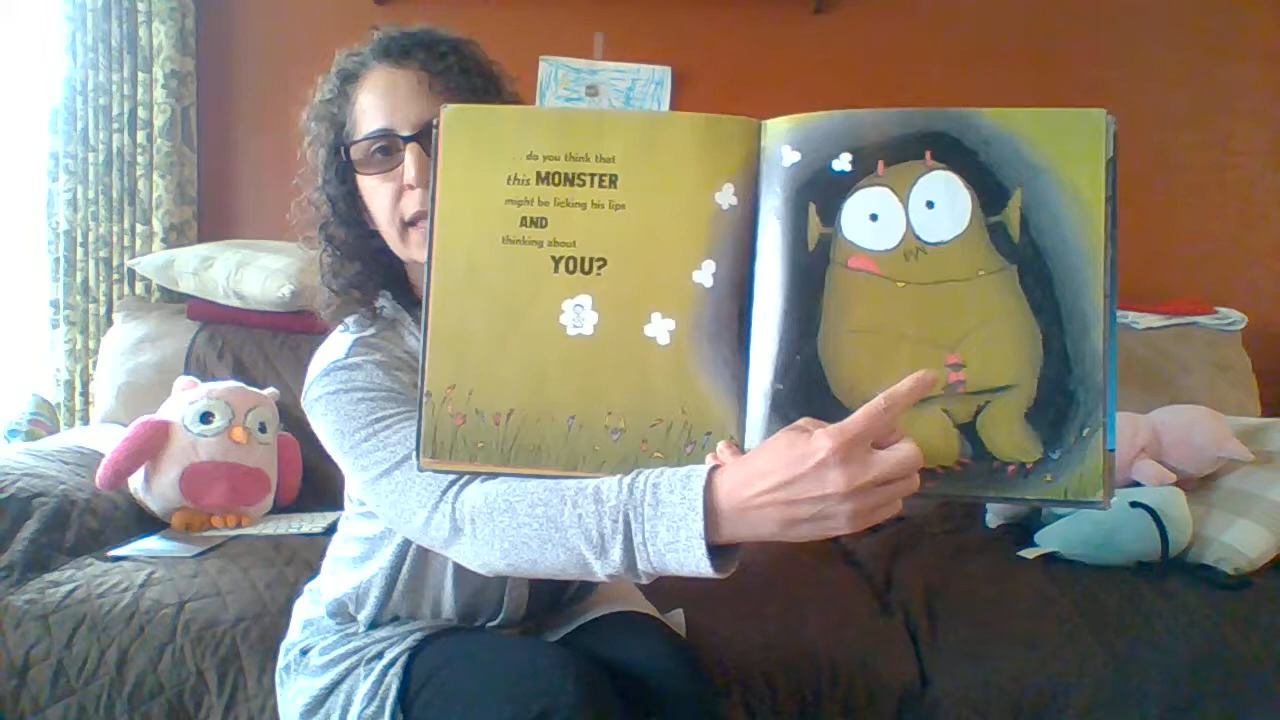 . . do you think that
this MONSTER
might be licking his lips
AND
thinking about
YOU?